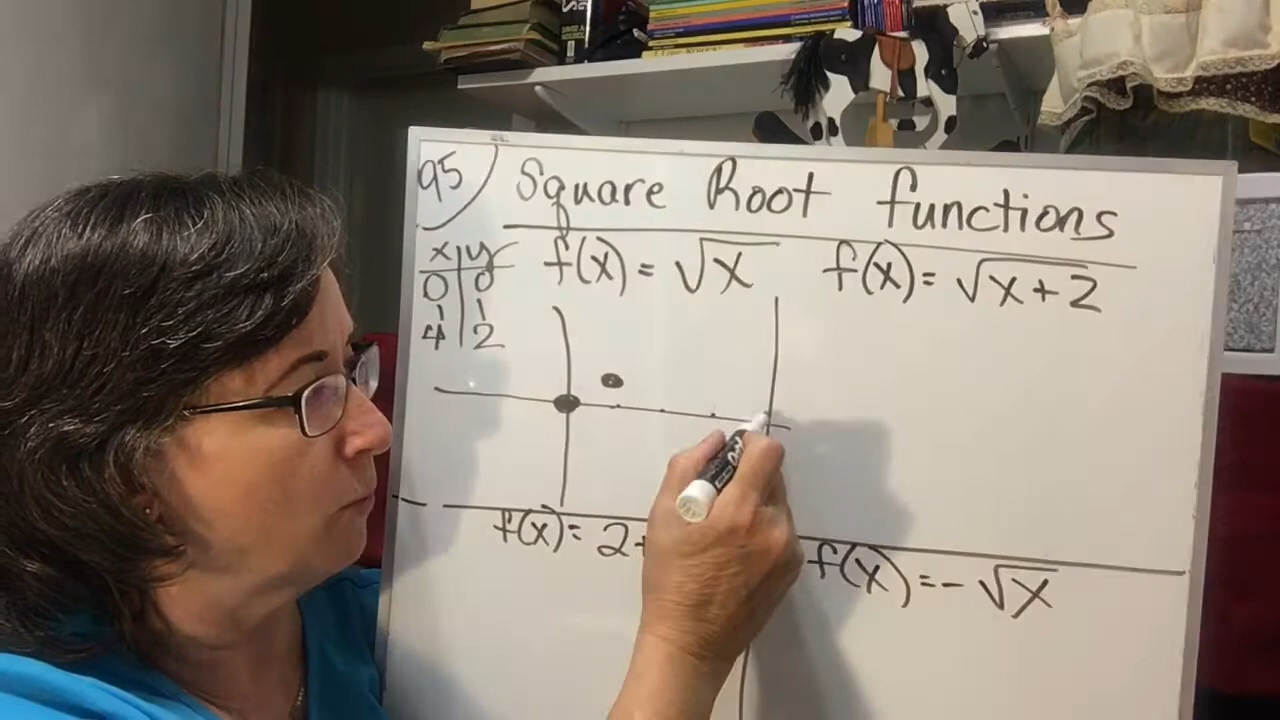 95) Square Root functions
x y
0 0
1 1
4 2
f(x) = √x
f(x) = √x+2
f(x) = 2+
f(x) = - √x